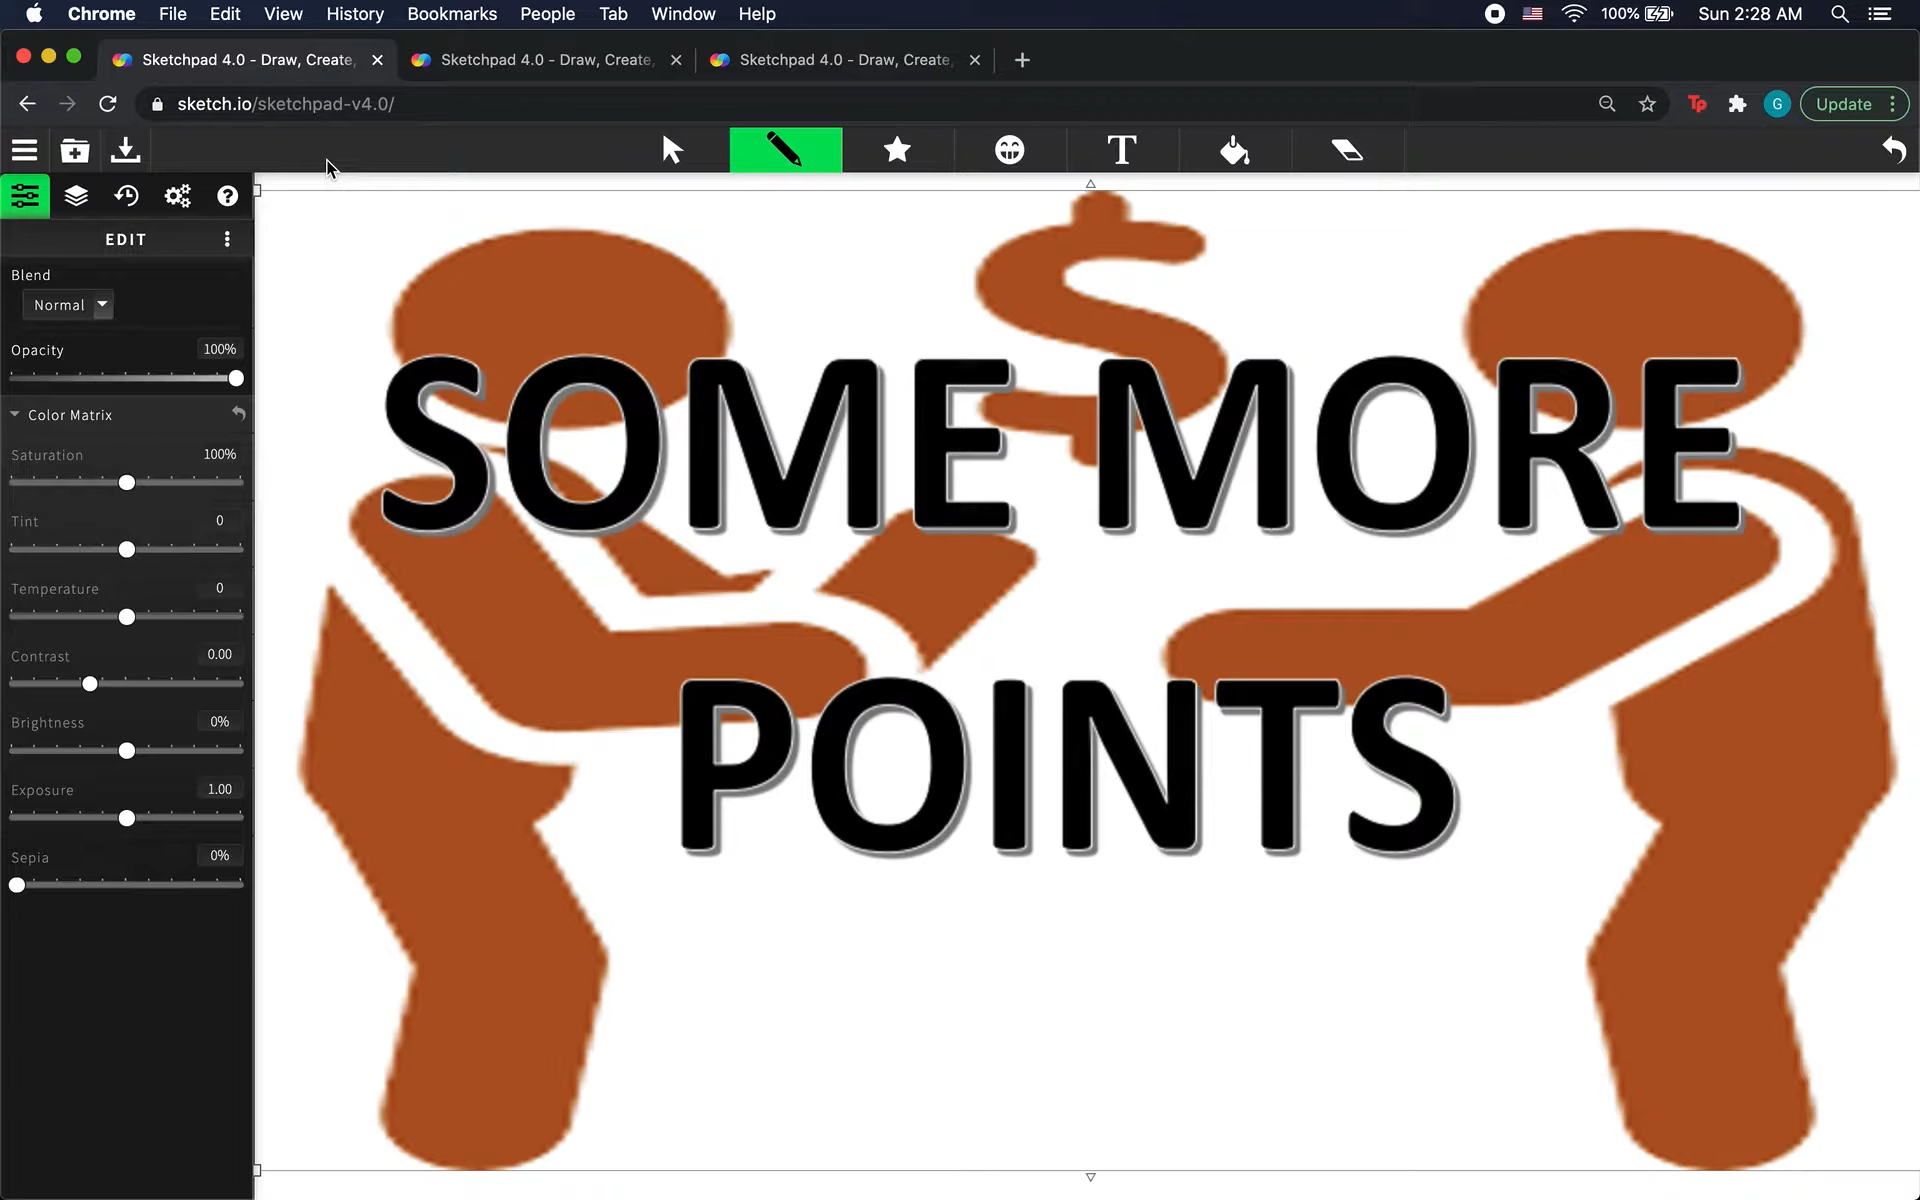 Chrome File Edit View History Bookmarks People Tab Window Help 100% Sun 2:28 AM
Sketchpad 4.0 - Draw, Create, Sketchpad 4.0 - Draw, Create, Sketchpad 4.0 - Draw, Create,
sketch.io/sketchpad-v4.0/ Tp G Update
T
EDIT
Blend
Normal
Opacity 100%
Color Matrix
Saturation 100%
Tint 0
Temperature 0
Contrast 0.00
Brightness 0%
Exposure 1.00
Sepia 0%
$
SOME MORE
POINTS